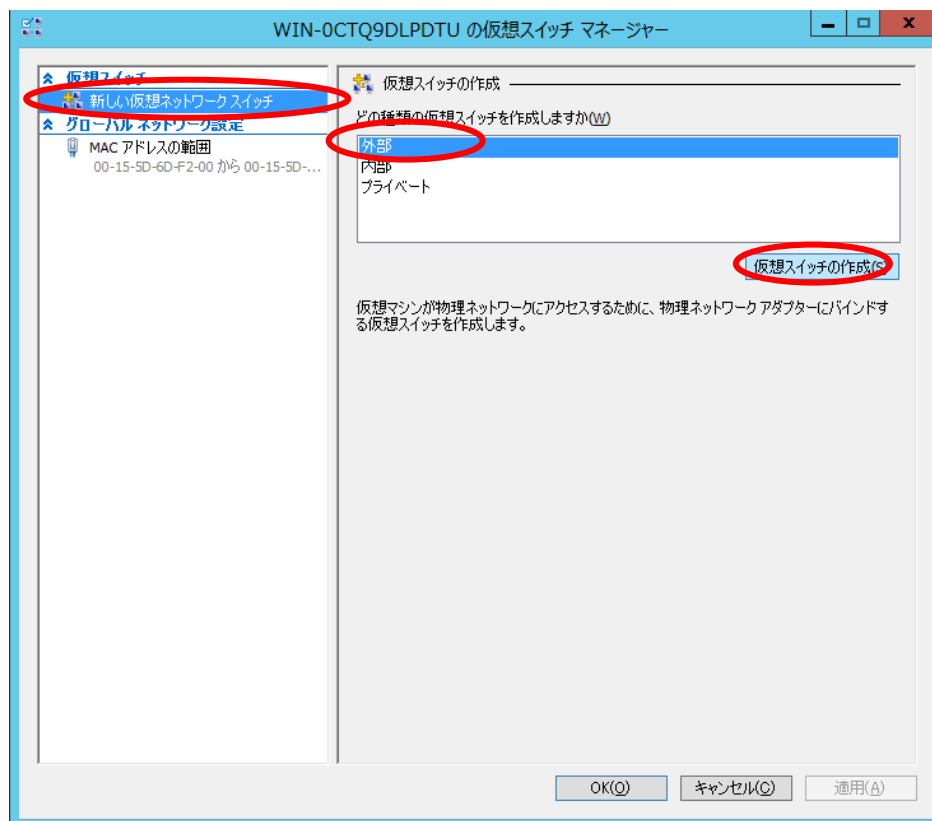 WIN-0CTQ9DLPDTU の仮想スイッチ マネージャー
仮想スイッチ
新しい仮想ネットワーク スイッチ
グローバル ネットワーク設定
MAC アドレスの範囲
00-15-5D-6D-F2-00 から 00-15-5D-...
仮想スイッチの作成
どの種類の仮想スイッチを作成しますか(W)
外部
内部
プライベート
仮想スイッチの作成(S)
仮想マシンが物理ネットワークにアクセスするために、物理ネットワーク アダプターにバインドす
る仮想スイッチを作成します。
OK(O)
キャンセル(C)
適用(A)